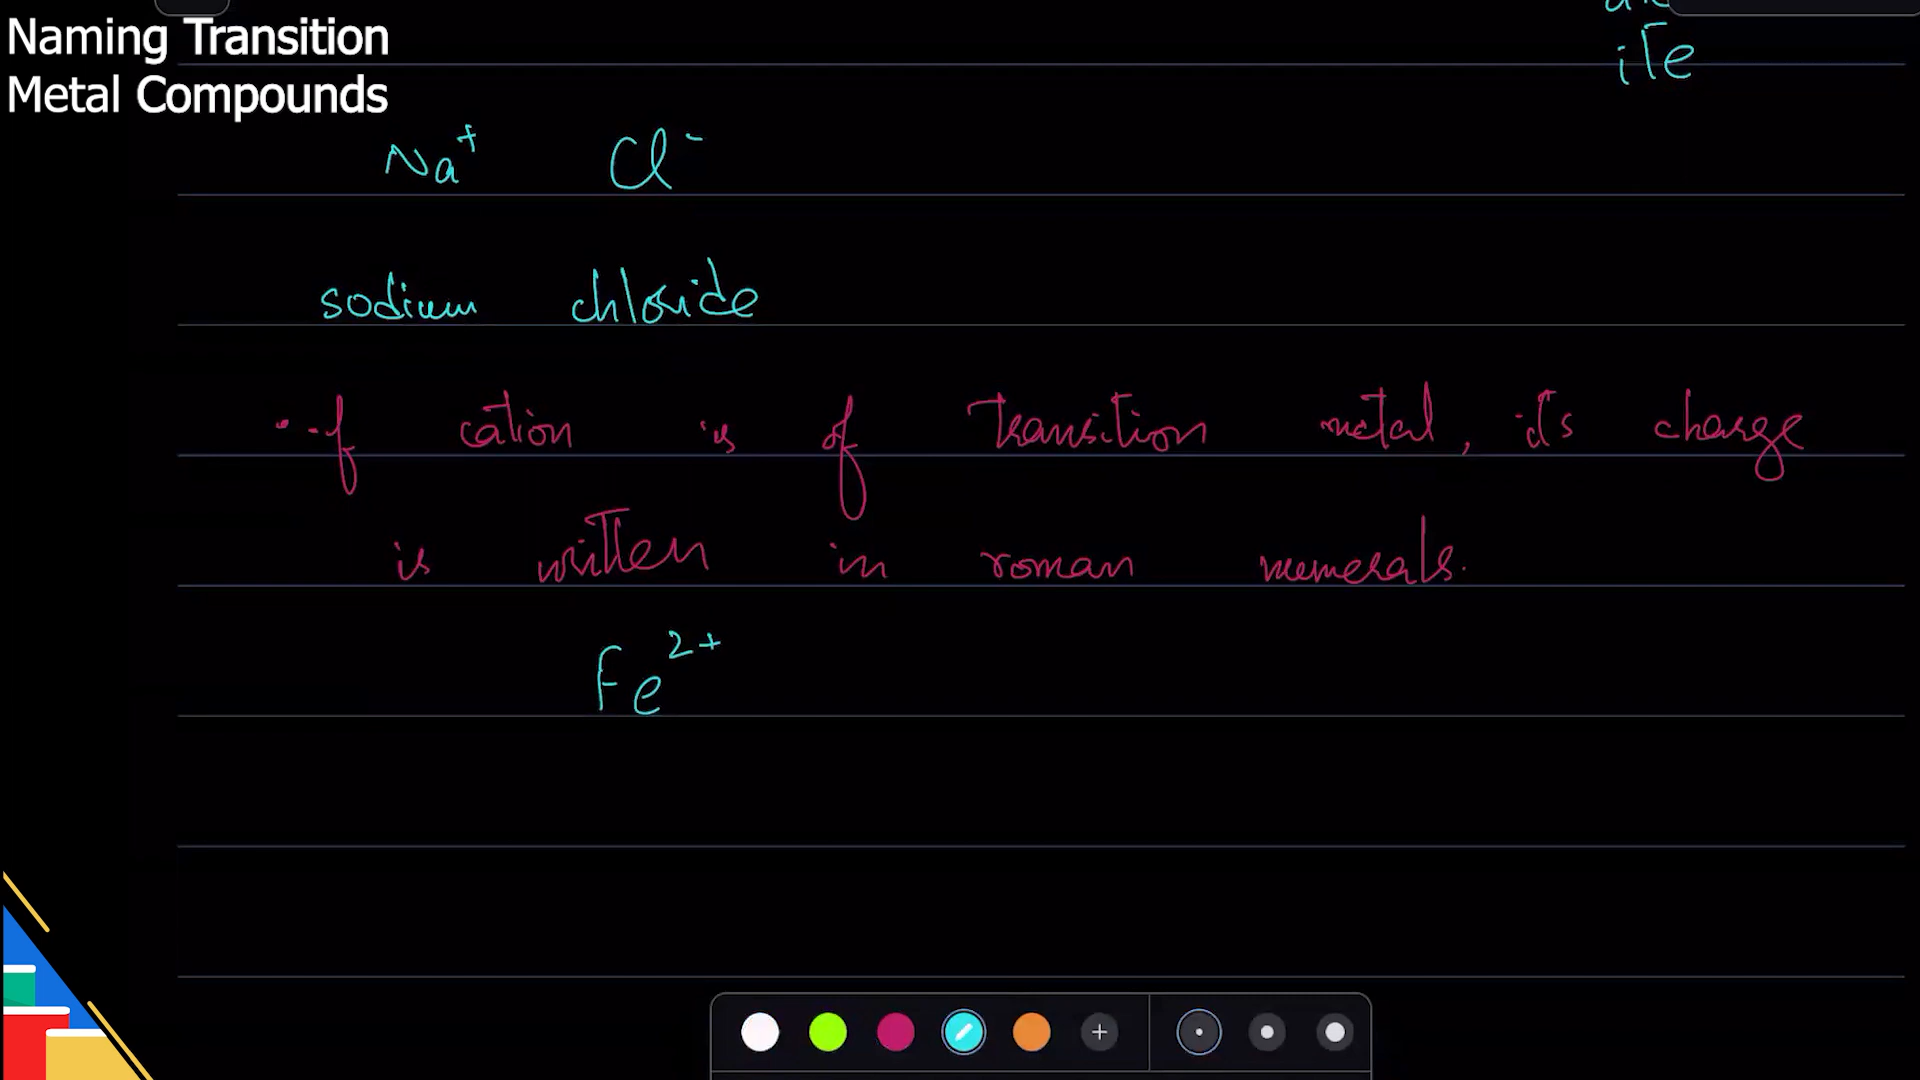 Naming Transition
Metal Compounds
ite
Na⁺ Cl⁻
sodium chloride
• If cation is of transition metal, it's charge
is written in roman numerals.
Fe²⁺